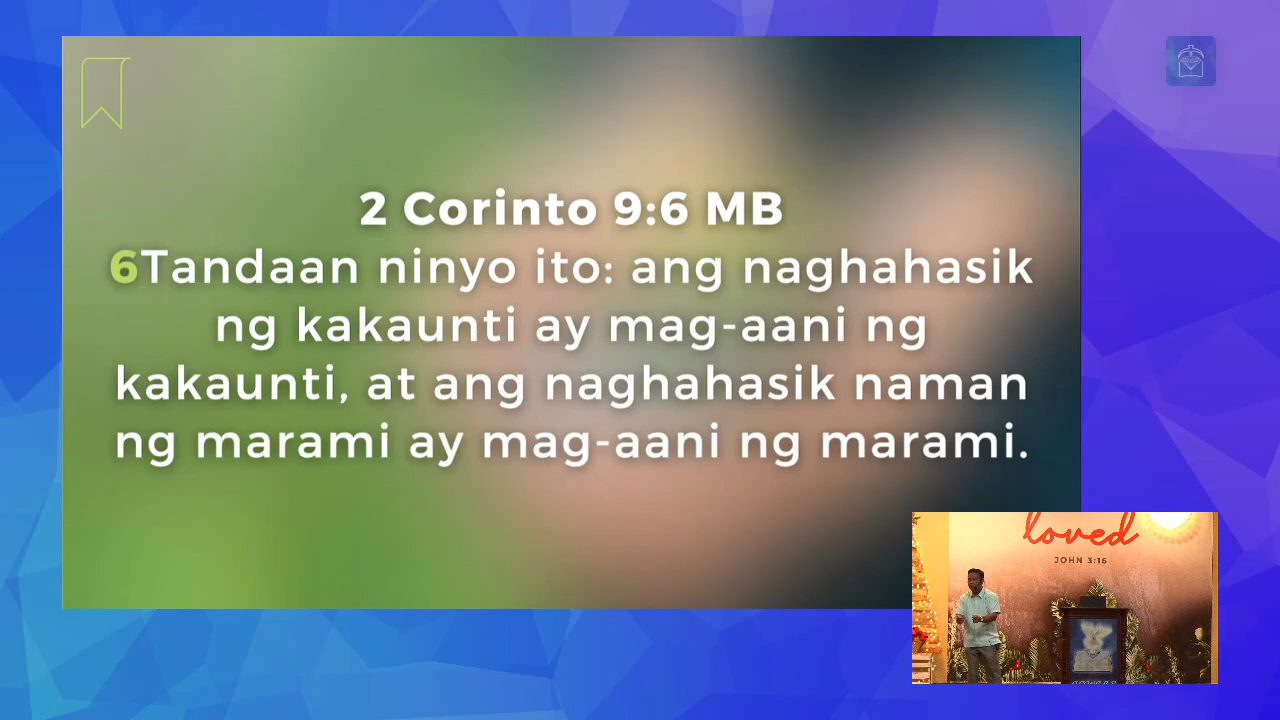 2 Corinto 9:6 MB
6Tandaan ninyo ito: ang naghahasik
ng kakaunti ay mag-aani ng
kakaunti, at ang naghahasik naman
ng marami ay mag-aani ng marami.
loved
JOHN 3:16